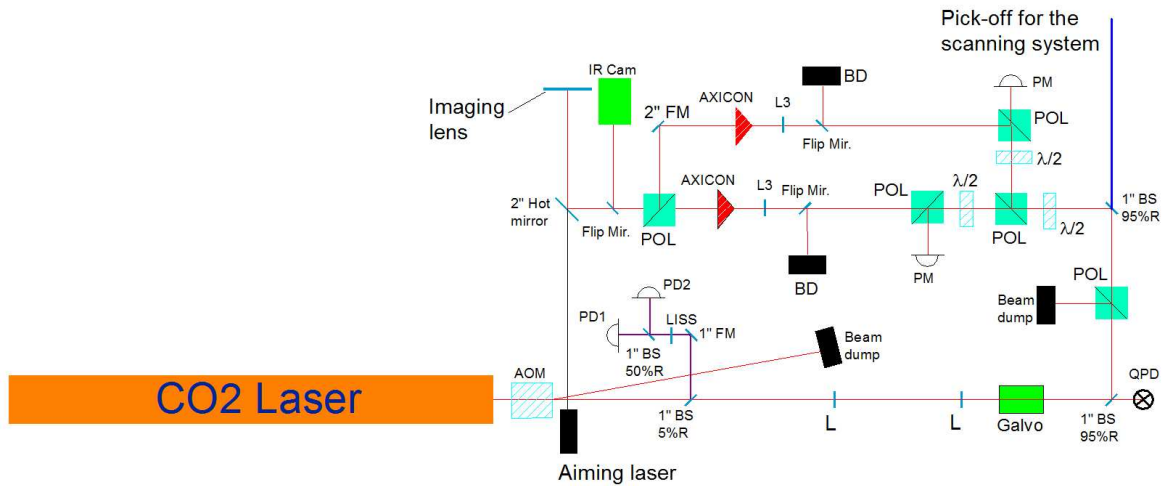 Pick-off for the
scanning system
IR Cam
BD
PM
Imaging
lens
2" FM
AXICON
L3
Flip Mir.
POL
λ/2
AXICON
L3
Flip Mir.
POL
λ/2
2" Hot
mirror
Flip Mir.
POL
PM
POL
λ/2
1" BS
95%R
BD
POL
Beam
dump
PD2
PD1
LISS
1" FM
1" BS
50%R
Beam
dump
AOM
CO2 Laser
QPD
1" BS
5%R
L
L
Galvo
1" BS
95%R
Aiming laser